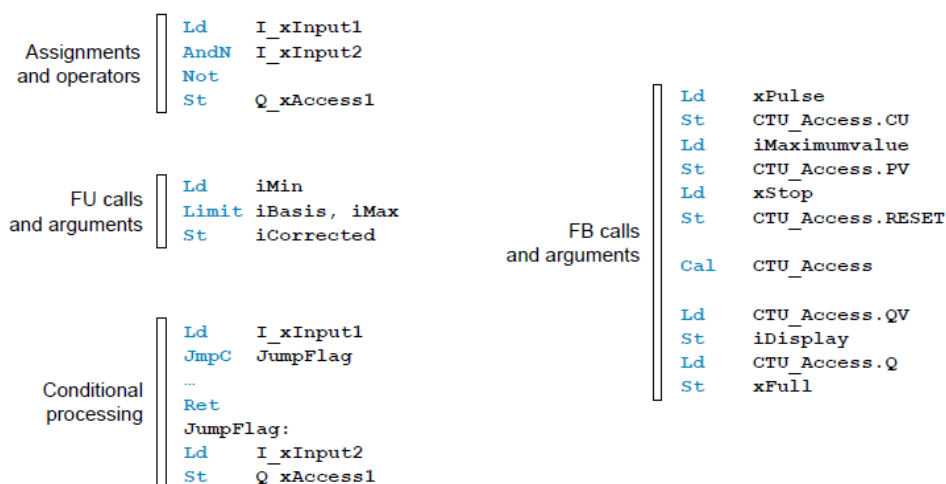 Assignments
and operators
Ld I_xInput1
AndN I_xInput2
Not
St Q_xAccess1
FU calls
and arguments
Ld iMin
Limit iBasis, iMax
St iCorrected
Conditional
processing
Ld I_xInput1
JmpC JumpFlag
…
Ret
JumpFlag:
Ld I_xInput2
St Q_xAccess1
FB calls
and arguments
Ld xPulse
St CTU_Access.CU
Ld iMaximumvalue
St CTU_Access.PV
Ld xStop
St CTU_Access.RESET
Cal CTU_Access
Ld CTU_Access.QV
St iDisplay
Ld CTU_Access.Q
St xFull